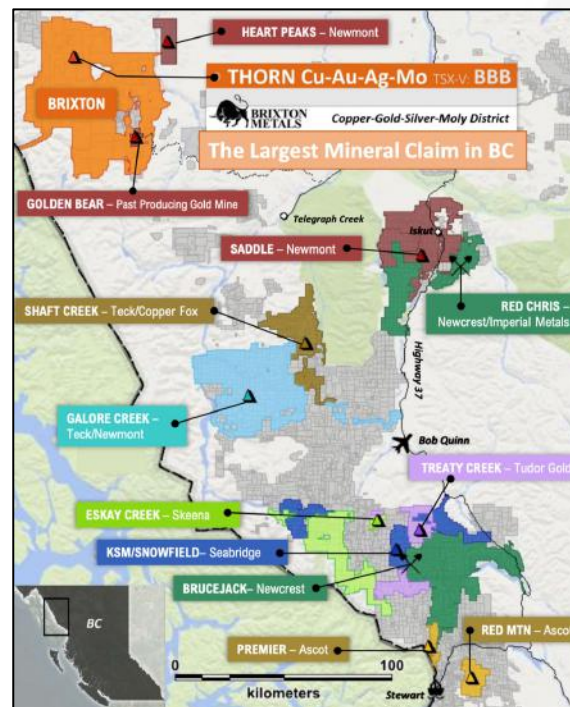 HEART PEAKS – Newmont
THORN Cu-Au-Ag-Mo TSX-V: BBB
BRIXTON
BRIXTON
METALS
Copper-Gold-Silver-Moly District
The Largest Mineral Claim in BC
GOLDEN BEAR – Past Producing Gold Mine
Telegraph Creek
Iskut
SADDLE – Newmont
SHAFT CREEK – Teck/Copper Fox
RED CHRIS –
Newcrest/Imperial Metals
Highway 37
GALORE CREEK –
Teck/Newmont
Bob Quinn
TREATY CREEK – Tudor Gold
ESKAY CREEK – Skeena
KSM/SNOWFIELD– Seabridge
BRUCEJACK– Newcrest
BC
RED MTN – Ascot
PREMIER – Ascot
0 100
kilometers
Stewart